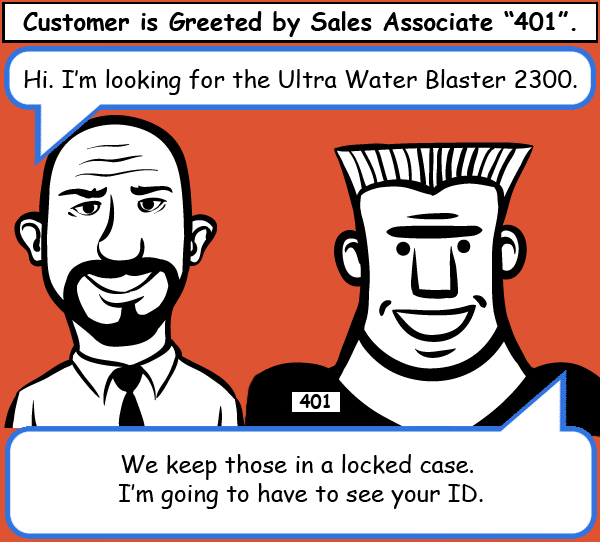 Customer is Greeted by Sales Associate “401”.
Hi. I’m looking for the Ultra Water Blaster 2300.
401
We keep those in a locked case.
I’m going to have to see your ID.